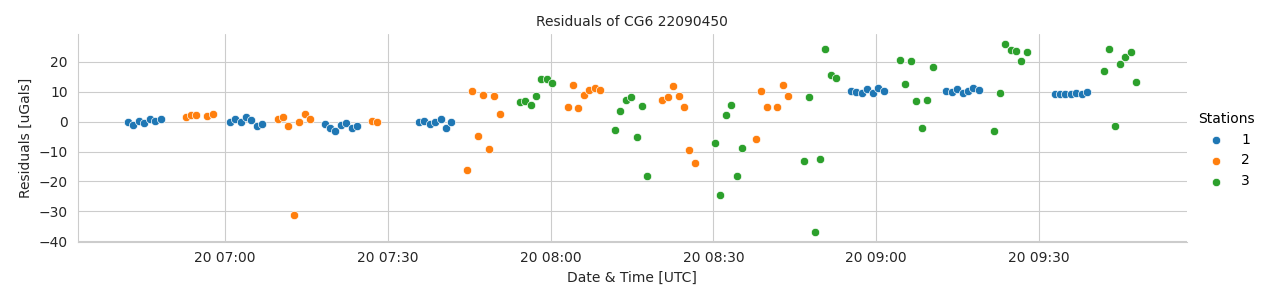 Residuals of CG6 22090450
Residuals [uGals]
20
10
0
−10
−20
−30
−40
20 07:00 20 07:30 20 08:00 20 08:30 20 09:00 20 09:30
Date & Time [UTC]
Stations
1
2
3